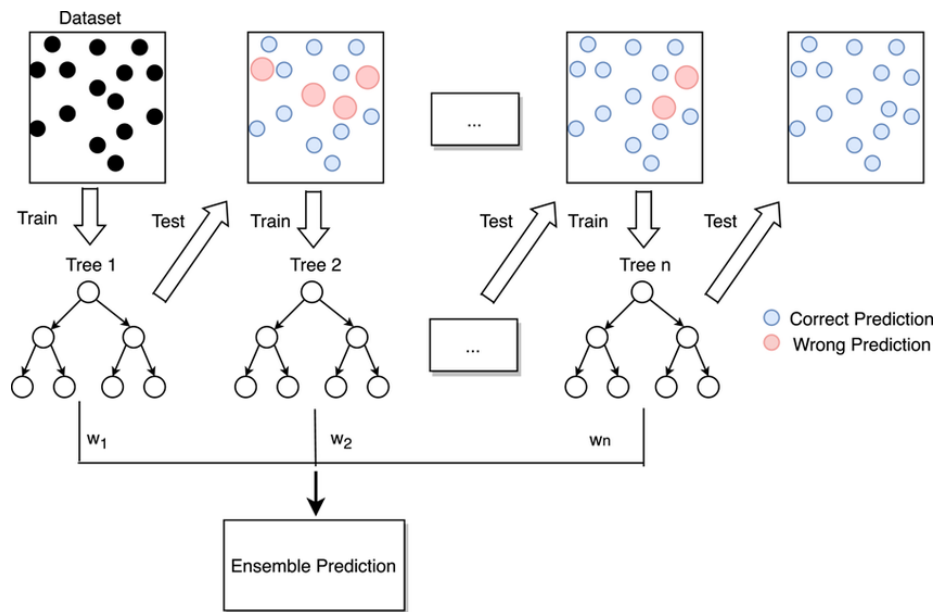 Dataset
...
Train
Test
Train
Test
Train
Test
Tree 1
Tree 2
Tree n
Correct Prediction
Wrong Prediction
...
w1
w2
wn
Ensemble Prediction